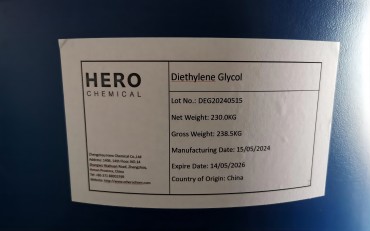 HERO
CHEMICAL
Diethylene Glycol
Lot No.: DEG20240515
Net Weight: 230.0KG
Gross Weight: 238.5KG
Manufacturing Date: 15/05/2024
Expire Date: 14/05/2026
Country of Origin: China